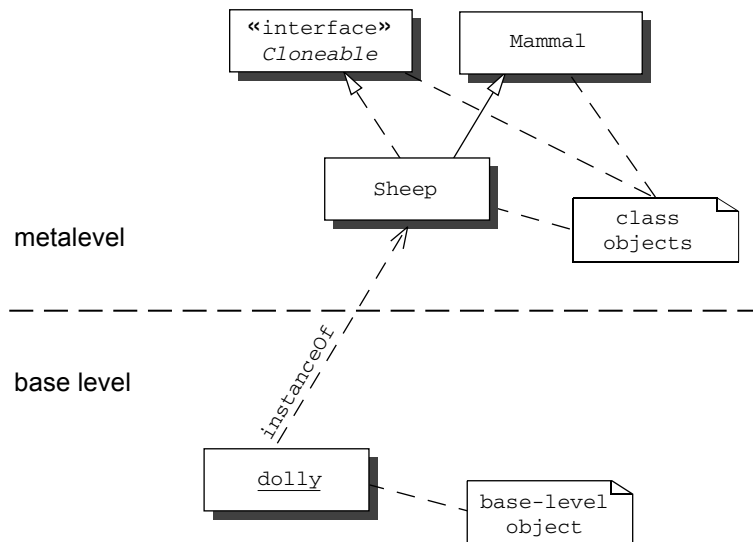 «interface»
Cloneable
Mammal
Sheep
class
objects
metalevel
base level
instanceOf
dolly
base-level
object